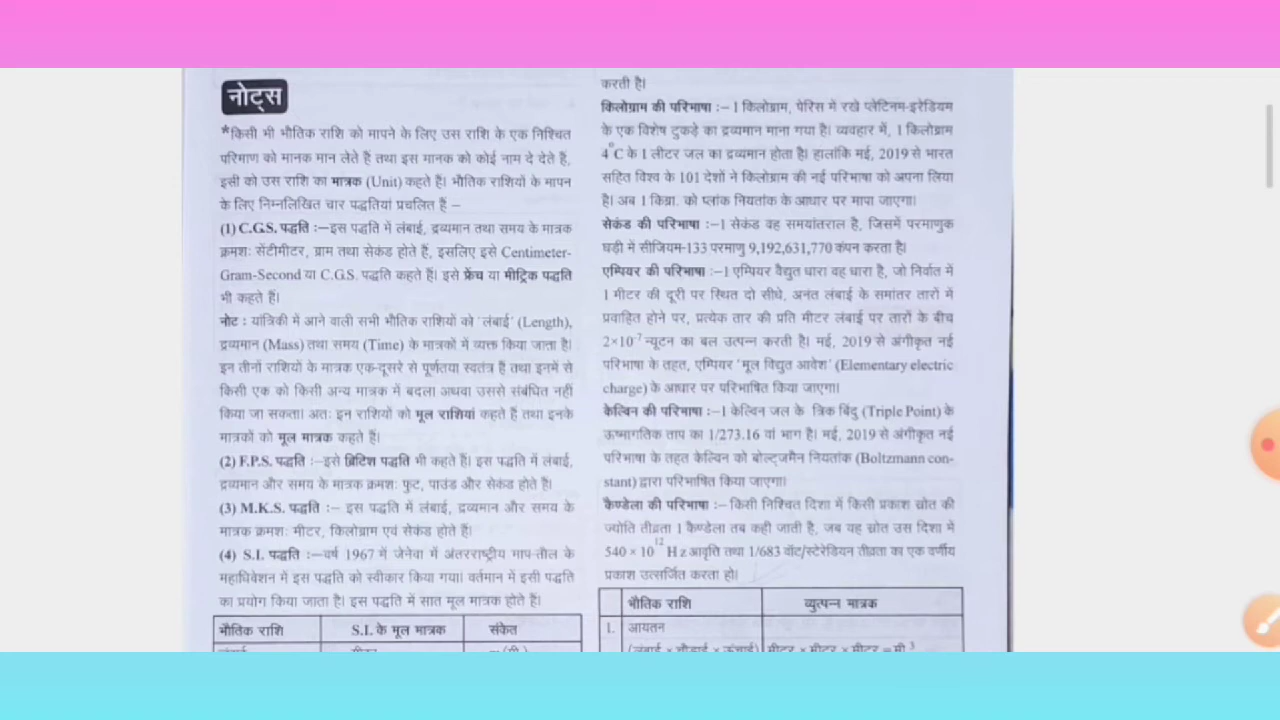 नोट्स
*किसी भी भौतिक राशि को मापने के लिए उस राशि के एक निश्चित
परिमाण को मानक मान लेते हैं तथा इस मानक को कोई नाम दे देते हैं,
इसी को उस राशि का मात्रक (Unit) कहते हैं। भौतिक राशियों के मापन
के लिए निम्नलिखित चार पद्धतियां प्रचलित हैं –
(1) C.G.S. पद्धति :–इस पद्धति में लंबाई, द्रव्यमान तथा समय के मात्रक
क्रमशः सेंटीमीटर, ग्राम तथा सेकंड होते हैं, इसलिए इसे Centimeter-
Gram-Second या C.G.S. पद्धति कहते हैं। इसे फ्रेंच या मीट्रिक पद्धति
भी कहते हैं।
नोट : यांत्रिकी में आने वाली सभी भौतिक राशियों को 'लंबाई' (Length),
द्रव्यमान (Mass) तथा समय (Time) के मात्रकों में व्यक्त किया जाता है।
इन तीनों राशियों के मात्रक एक-दूसरे से पूर्णतया स्वतंत्र हैं तथा इनमें से
किसी एक को किसी अन्य मात्रक में बदला अथवा उससे संबंधित नहीं
किया जा सकता। अतः इन राशियों को मूल राशियां कहते हैं तथा इनके
मात्रकों को मूल मात्रक कहते हैं।
(2) F.P.S. पद्धति :–इसे ब्रिटिश पद्धति भी कहते हैं। इस पद्धति में लंबाई,
द्रव्यमान और समय के मात्रक क्रमशः फुट, पाउंड और सेकंड होते हैं।
(3) M.K.S. पद्धति :– इस पद्धति में लंबाई, द्रव्यमान और समय के
मात्रक क्रमशः मीटर, किलोग्राम एवं सेकंड होते हैं।
(4) S.I. पद्धति :–वर्ष 1967 में जेनेवा में अंतरराष्ट्रीय माप-तौल के
महाधिवेशन में इस पद्धति को स्वीकार किया गया। वर्तमान में इसी पद्धति
का प्रयोग किया जाता है। इस पद्धति में सात मूल मात्रक होते हैं।
भौतिक राशि S.I. के मूल मात्रक संकेत
लंबाई मीटर m (मी.)
करती है।
किलोग्राम की परिभाषा :– 1 किलोग्राम, पेरिस में रखे प्लेटिनम-इरेडियम
के एक विशेष टुकड़े का द्रव्यमान माना गया है। व्यवहार में, 1 किलोग्राम
4°C के 1 लीटर जल का द्रव्यमान होता है। हालांकि मई, 2019 से भारत
सहित विश्व के 101 देशों ने किलोग्राम की नई परिभाषा को अपना लिया
है। अब 1 किग्रा. को प्लांक नियतांक के आधार पर मापा जाएगा।
सेकंड की परिभाषा :–1 सेकंड वह समयांतराल है, जिसमें परमाणुक
घड़ी में सीजियम-133 परमाणु 9,192,631,770 कंपन करता है।
एम्पियर की परिभाषा :–1 एम्पियर वैद्युत धारा वह धारा है, जो निर्वात में
1 मीटर की दूरी पर स्थित दो सीधे, अनंत लंबाई के समांतर तारों में
प्रवाहित होने पर, प्रत्येक तार की प्रति मीटर लंबाई पर तारों के बीच
2×10⁻⁷ न्यूटन का बल उत्पन्न करती है। मई, 2019 से अंगीकृत नई
परिभाषा के तहत, एम्पियर 'मूल विद्युत आवेश' (Elementary electric
charge) के आधार पर परिभाषित किया जाएगा।
केल्विन की परिभाषा :–1 केल्विन जल के त्रिक बिंदु (Triple Point) के
ऊष्मागतिक ताप का 1/273.16 वां भाग है। मई, 2019 से अंगीकृत नई
परिभाषा के तहत केल्विन को बोल्ट्जमैन नियतांक (Boltzmann con-
stant) द्वारा परिभाषित किया जाएगा।
कैण्डेला की परिभाषा :– किसी निश्चित दिशा में किसी प्रकाश स्रोत की
ज्योति तीव्रता 1 कैण्डेला तब कही जाती है, जब यह स्रोत उस दिशा में
540 × 10¹² Hz आवृति तथा 1/683 वॉट/स्टेरेडियन तीव्रता का एक वर्णीय
प्रकाश उत्सर्जित करता हो।
भौतिक राशि व्युत्पन्न मात्रक
1. आयतन
(लंबाई × चौड़ाई × ऊंचाई) मीटर × मीटर × मीटर = मी³